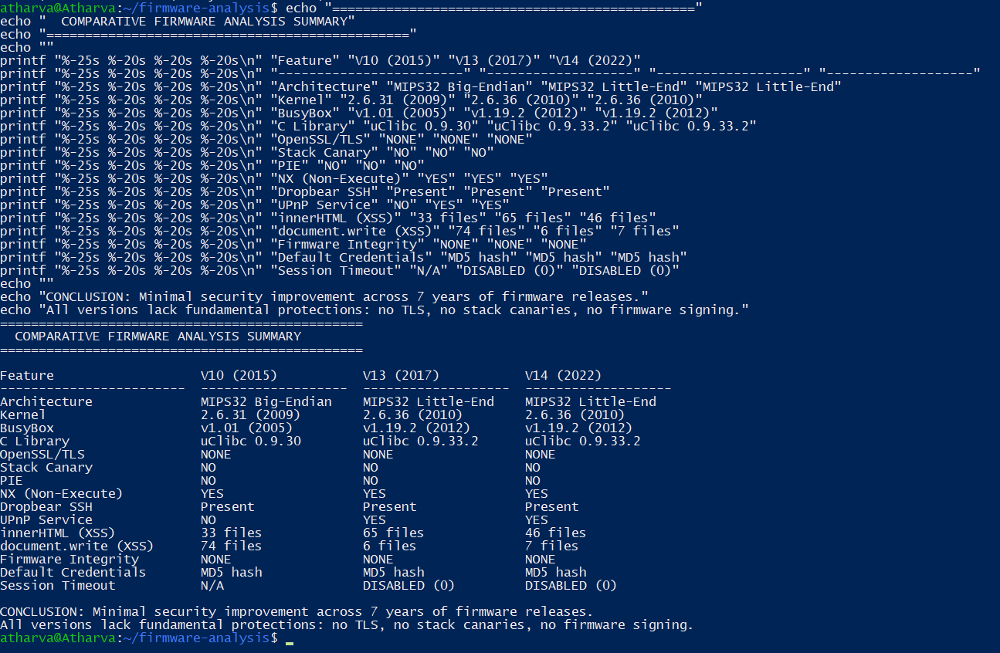 atharva@Atharva:~/firmware-analysis$ echo "==============================================="
echo "  COMPARATIVE FIRMWARE ANALYSIS SUMMARY"
echo "==============================================="
echo ""
printf "%-25s %-20s %-20s %-20s\n" "Feature" "V10 (2015)" "V13 (2017)" "V14 (2022)"
printf "%-25s %-20s %-20s %-20s\n" "------------------------" "-------------------" "-------------------" "-------------------"
printf "%-25s %-20s %-20s %-20s\n" "Architecture" "MIPS32 Big-Endian" "MIPS32 Little-End" "MIPS32 Little-End"
printf "%-25s %-20s %-20s %-20s\n" "Kernel" "2.6.31 (2009)" "2.6.36 (2010)" "2.6.36 (2010)"
printf "%-25s %-20s %-20s %-20s\n" "BusyBox" "v1.01 (2005)" "v1.19.2 (2012)" "v1.19.2 (2012)"
printf "%-25s %-20s %-20s %-20s\n" "C Library" "uClibc 0.9.30" "uClibc 0.9.33.2" "uClibc 0.9.33.2"
printf "%-25s %-20s %-20s %-20s\n" "OpenSSL/TLS" "NONE" "NONE" "NONE"
printf "%-25s %-20s %-20s %-20s\n" "Stack Canary" "NO" "NO" "NO"
printf "%-25s %-20s %-20s %-20s\n" "PIE" "NO" "NO" "NO"
printf "%-25s %-20s %-20s %-20s\n" "NX (Non-Execute)" "YES" "YES" "YES"
printf "%-25s %-20s %-20s %-20s\n" "Dropbear SSH" "Present" "Present" "Present"
printf "%-25s %-20s %-20s %-20s\n" "UPnP Service" "NO" "YES" "YES"
printf "%-25s %-20s %-20s %-20s\n" "innerHTML (XSS)" "33 files" "65 files" "46 files"
printf "%-25s %-20s %-20s %-20s\n" "document.write (XSS)" "74 files" "6 files" "7 files"
printf "%-25s %-20s %-20s %-20s\n" "Firmware Integrity" "NONE" "NONE" "NONE"
printf "%-25s %-20s %-20s %-20s\n" "Default Credentials" "MD5 hash" "MD5 hash" "MD5 hash"
printf "%-25s %-20s %-20s %-20s\n" "Session Timeout" "N/A" "DISABLED (0)" "DISABLED (0)"
echo ""
echo "CONCLUSION: Minimal security improvement across 7 years of firmware releases."
echo "All versions lack fundamental protections: no TLS, no stack canaries, no firmware signing."
===============================================
  COMPARATIVE FIRMWARE ANALYSIS SUMMARY
===============================================

Feature                   V10 (2015)           V13 (2017)           V14 (2022)
------------------------  -------------------  -------------------  -------------------
Architecture              MIPS32 Big-Endian    MIPS32 Little-End    MIPS32 Little-End
Kernel                    2.6.31 (2009)        2.6.36 (2010)        2.6.36 (2010)
BusyBox                   v1.01 (2005)         v1.19.2 (2012)       v1.19.2 (2012)
C Library                 uClibc 0.9.30        uClibc 0.9.33.2      uClibc 0.9.33.2
OpenSSL/TLS               NONE                 NONE                 NONE
Stack Canary              NO                   NO                   NO
PIE                       NO                   NO                   NO
NX (Non-Execute)          YES                  YES                  YES
Dropbear SSH              Present              Present              Present
UPnP Service              NO                   YES                  YES
innerHTML (XSS)           33 files             65 files             46 files
document.write (XSS)      74 files             6 files              7 files
Firmware Integrity        NONE                 NONE                 NONE
Default Credentials       MD5 hash             MD5 hash             MD5 hash
Session Timeout           N/A                  DISABLED (0)         DISABLED (0)

CONCLUSION: Minimal security improvement across 7 years of firmware releases.
All versions lack fundamental protections: no TLS, no stack canaries, no firmware signing.
atharva@Atharva:~/firmware-analysis$